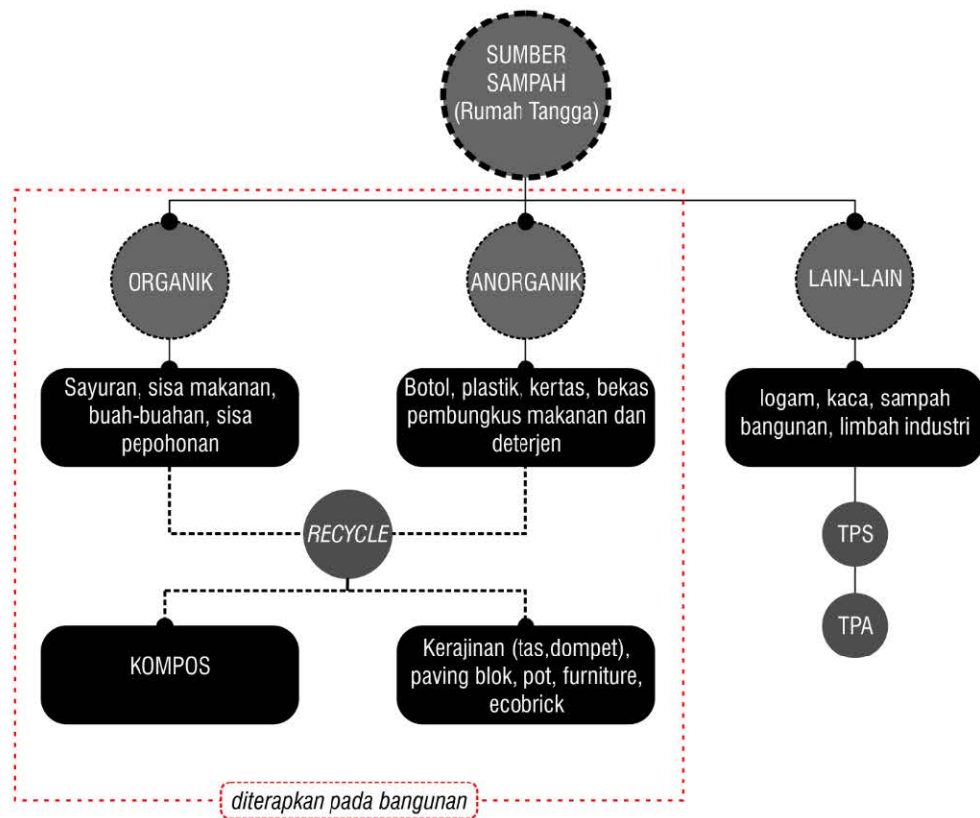 SUMBER
SAMPAH
(Rumah Tangga)
ORGANIK
ANORGANIK
LAIN-LAIN
Sayuran, sisa makanan,
buah-buahan, sisa
pepohonan
Botol, plastik, kertas, bekas
pembungkus makanan dan
deterjen
logam, kaca, sampah
bangunan, limbah industri
RECYCLE
TPS
TPA
KOMPOS
Kerajinan (tas,dompet),
paving blok, pot, furniture,
ecobrick
diterapkan pada bangunan